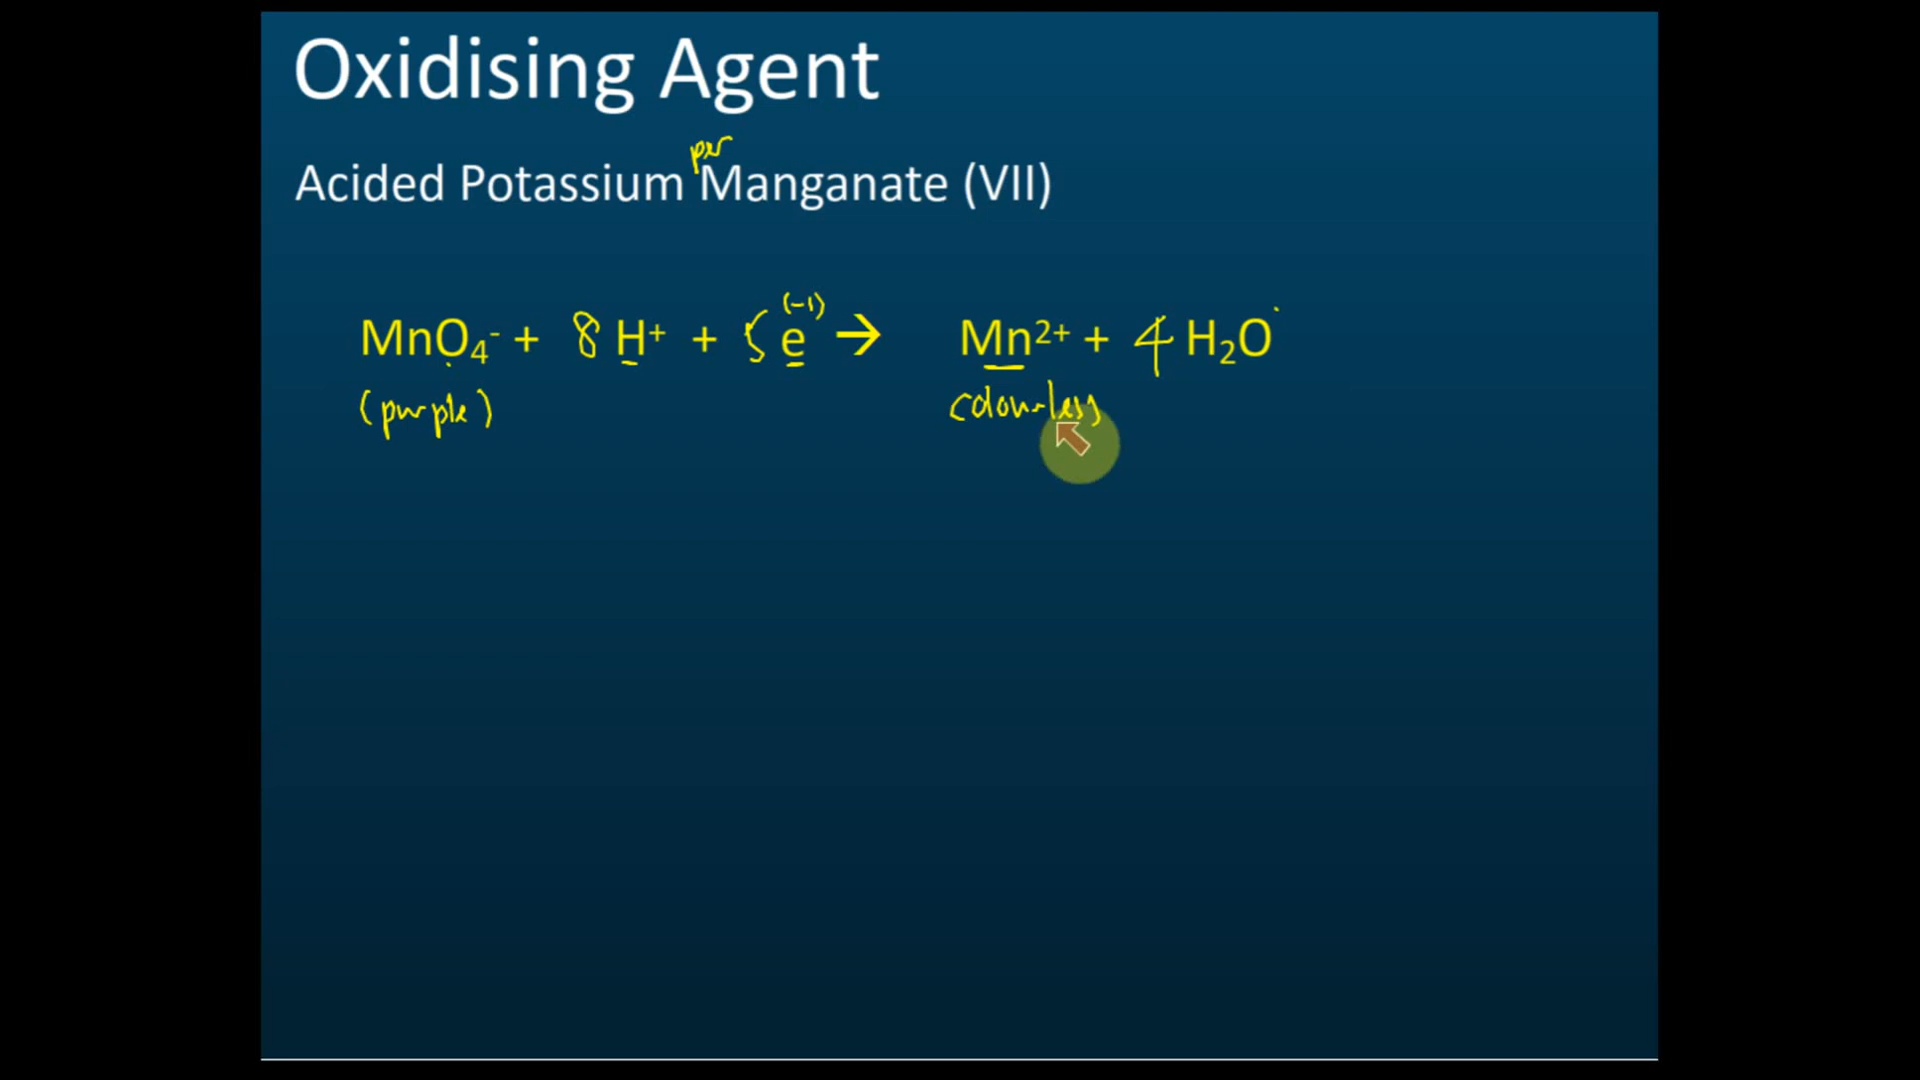 Oxidising Agent
per
Acided Potassium Manganate (VII)
(-1)
MnO₄⁻ + 8 H⁺ + 5 e → Mn²⁺ + 4 H₂O
(purple) (colourless)